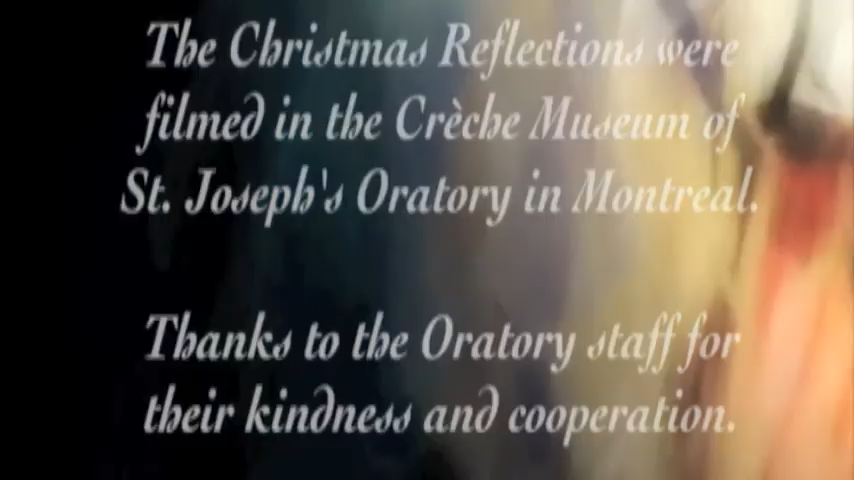 The Christmas Reflections were
filmed in the Crèche Museum of
St. Joseph's Oratory in Montreal.
Thanks to the Oratory staff for
their kindness and cooperation.